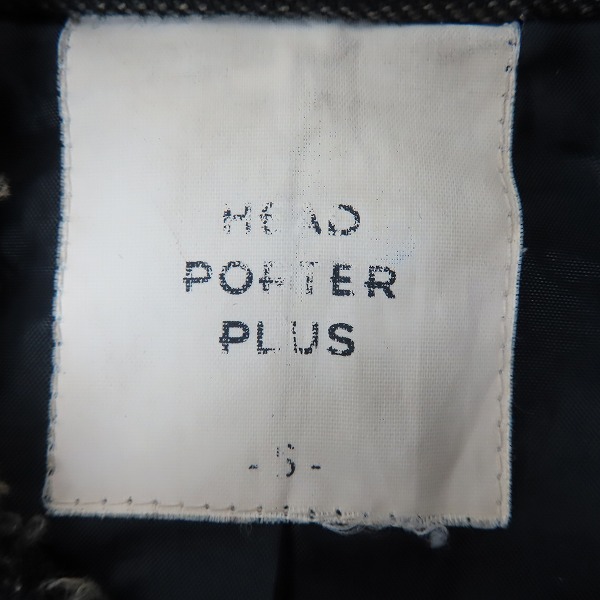 HEAD
PORTER
PLUS
- S -